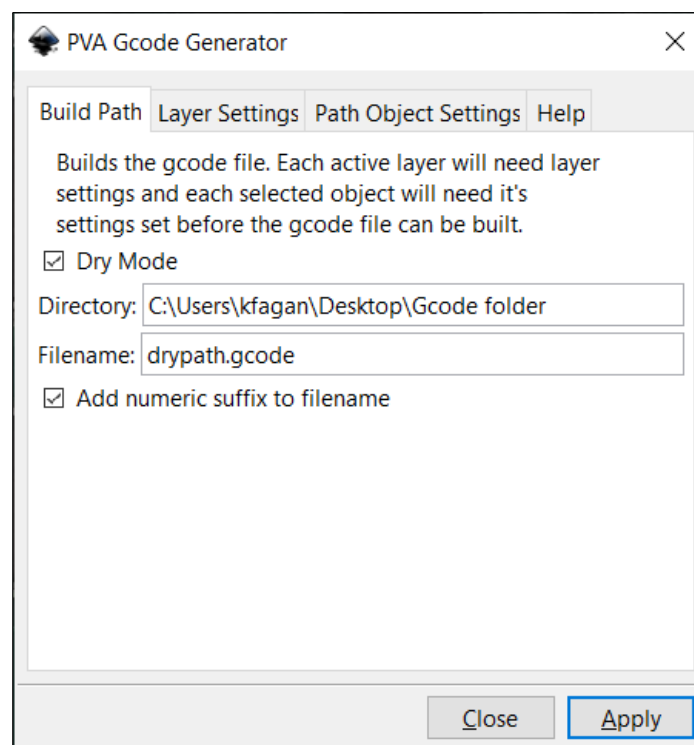 PVA Gcode Generator
Build Path Layer Settings Path Object Settings Help
Builds the gcode file. Each active layer will need layer
settings and each selected object will need it's
settings set before the gcode file can be built.
Dry Mode
Directory: C:\Users\kfagan\Desktop\Gcode folder
Filename: drypath.gcode
Add numeric suffix to filename
Close Apply